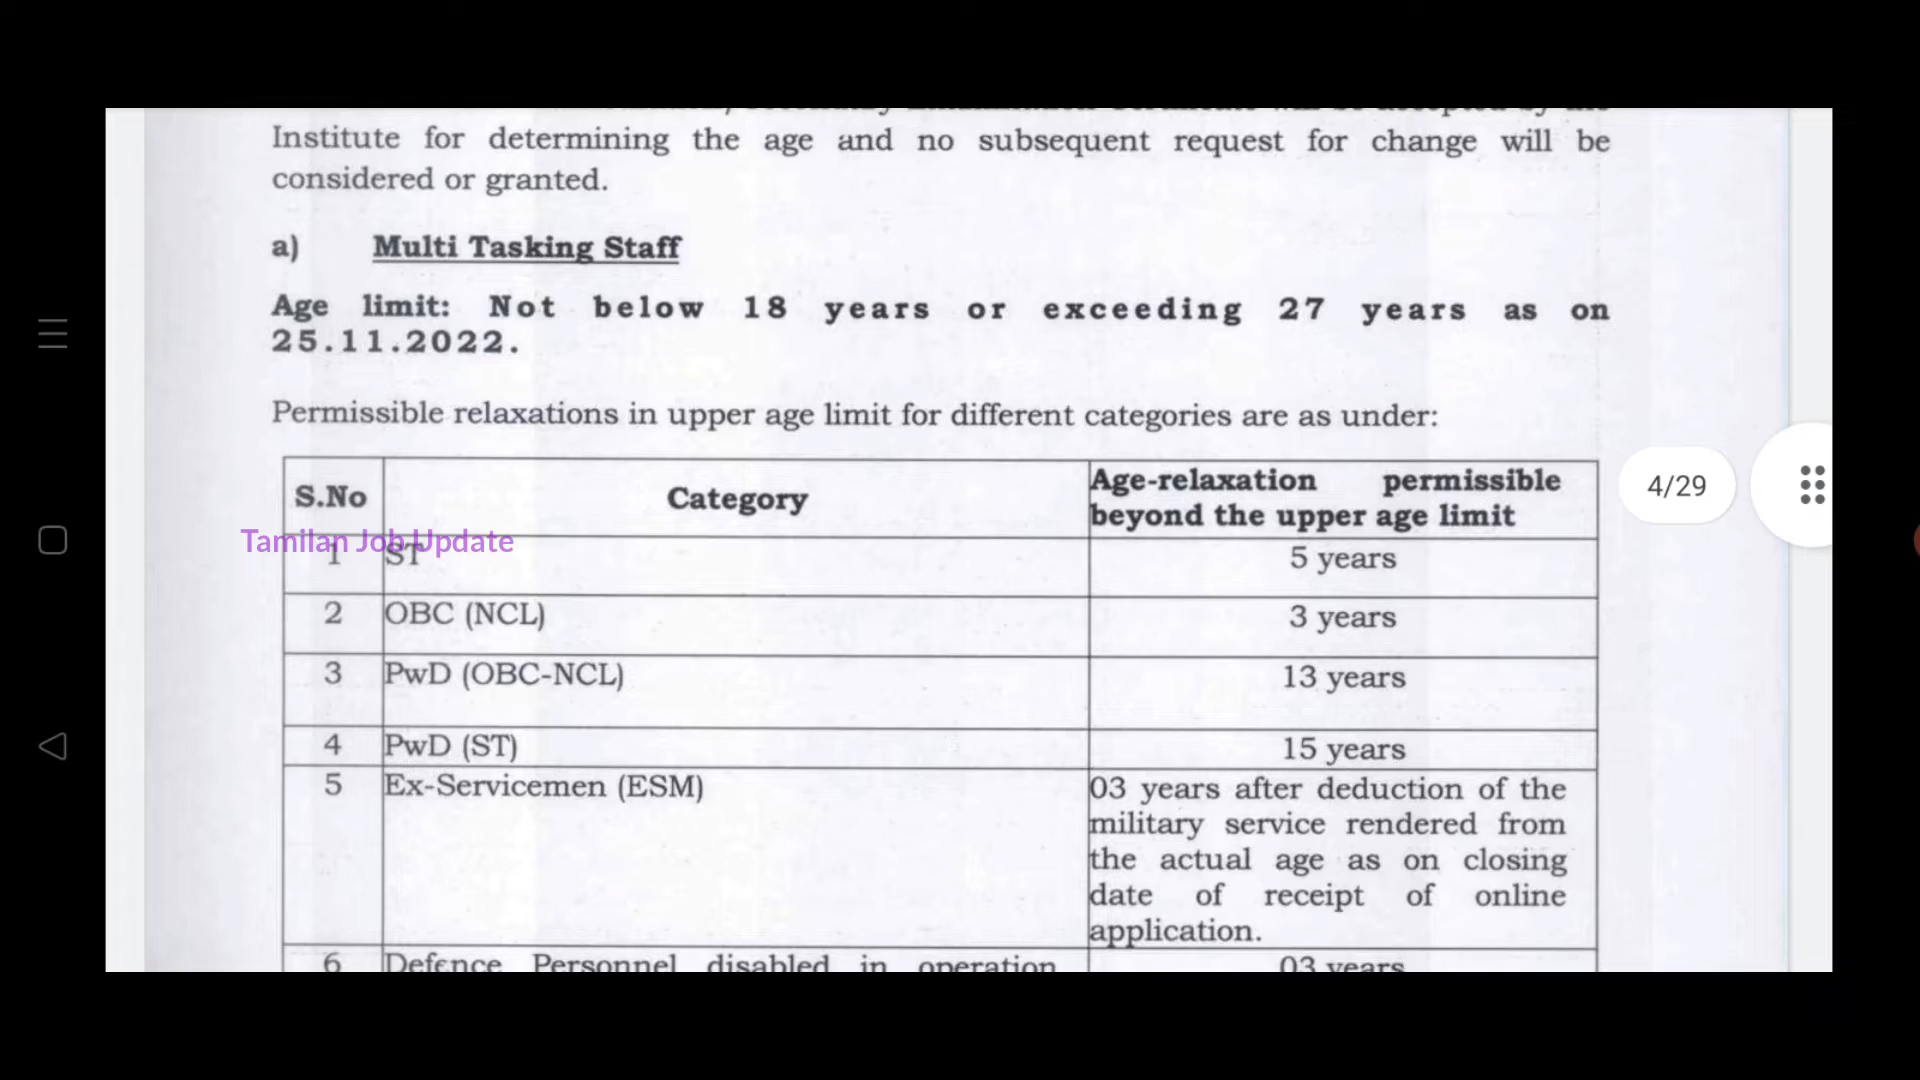 Institute for determining the age and no subsequent request for change will be
considered or granted.
a) Multi Tasking Staff
Age limit: Not below 18 years or exceeding 27 years as on
25.11.2022.
Permissible relaxations in upper age limit for different categories are as under:
S.No Category Age-relaxation permissible
beyond the upper age limit
Tamilan Job Update
1 ST 5 years
2 OBC (NCL) 3 years
3 PwD (OBC-NCL) 13 years
4 PwD (ST) 15 years
5 Ex-Servicemen (ESM) 03 years after deduction of the
military service rendered from
the actual age as on closing
date of receipt of online
application.
6 Defence Personnel disabled in operation 03 years
4/29